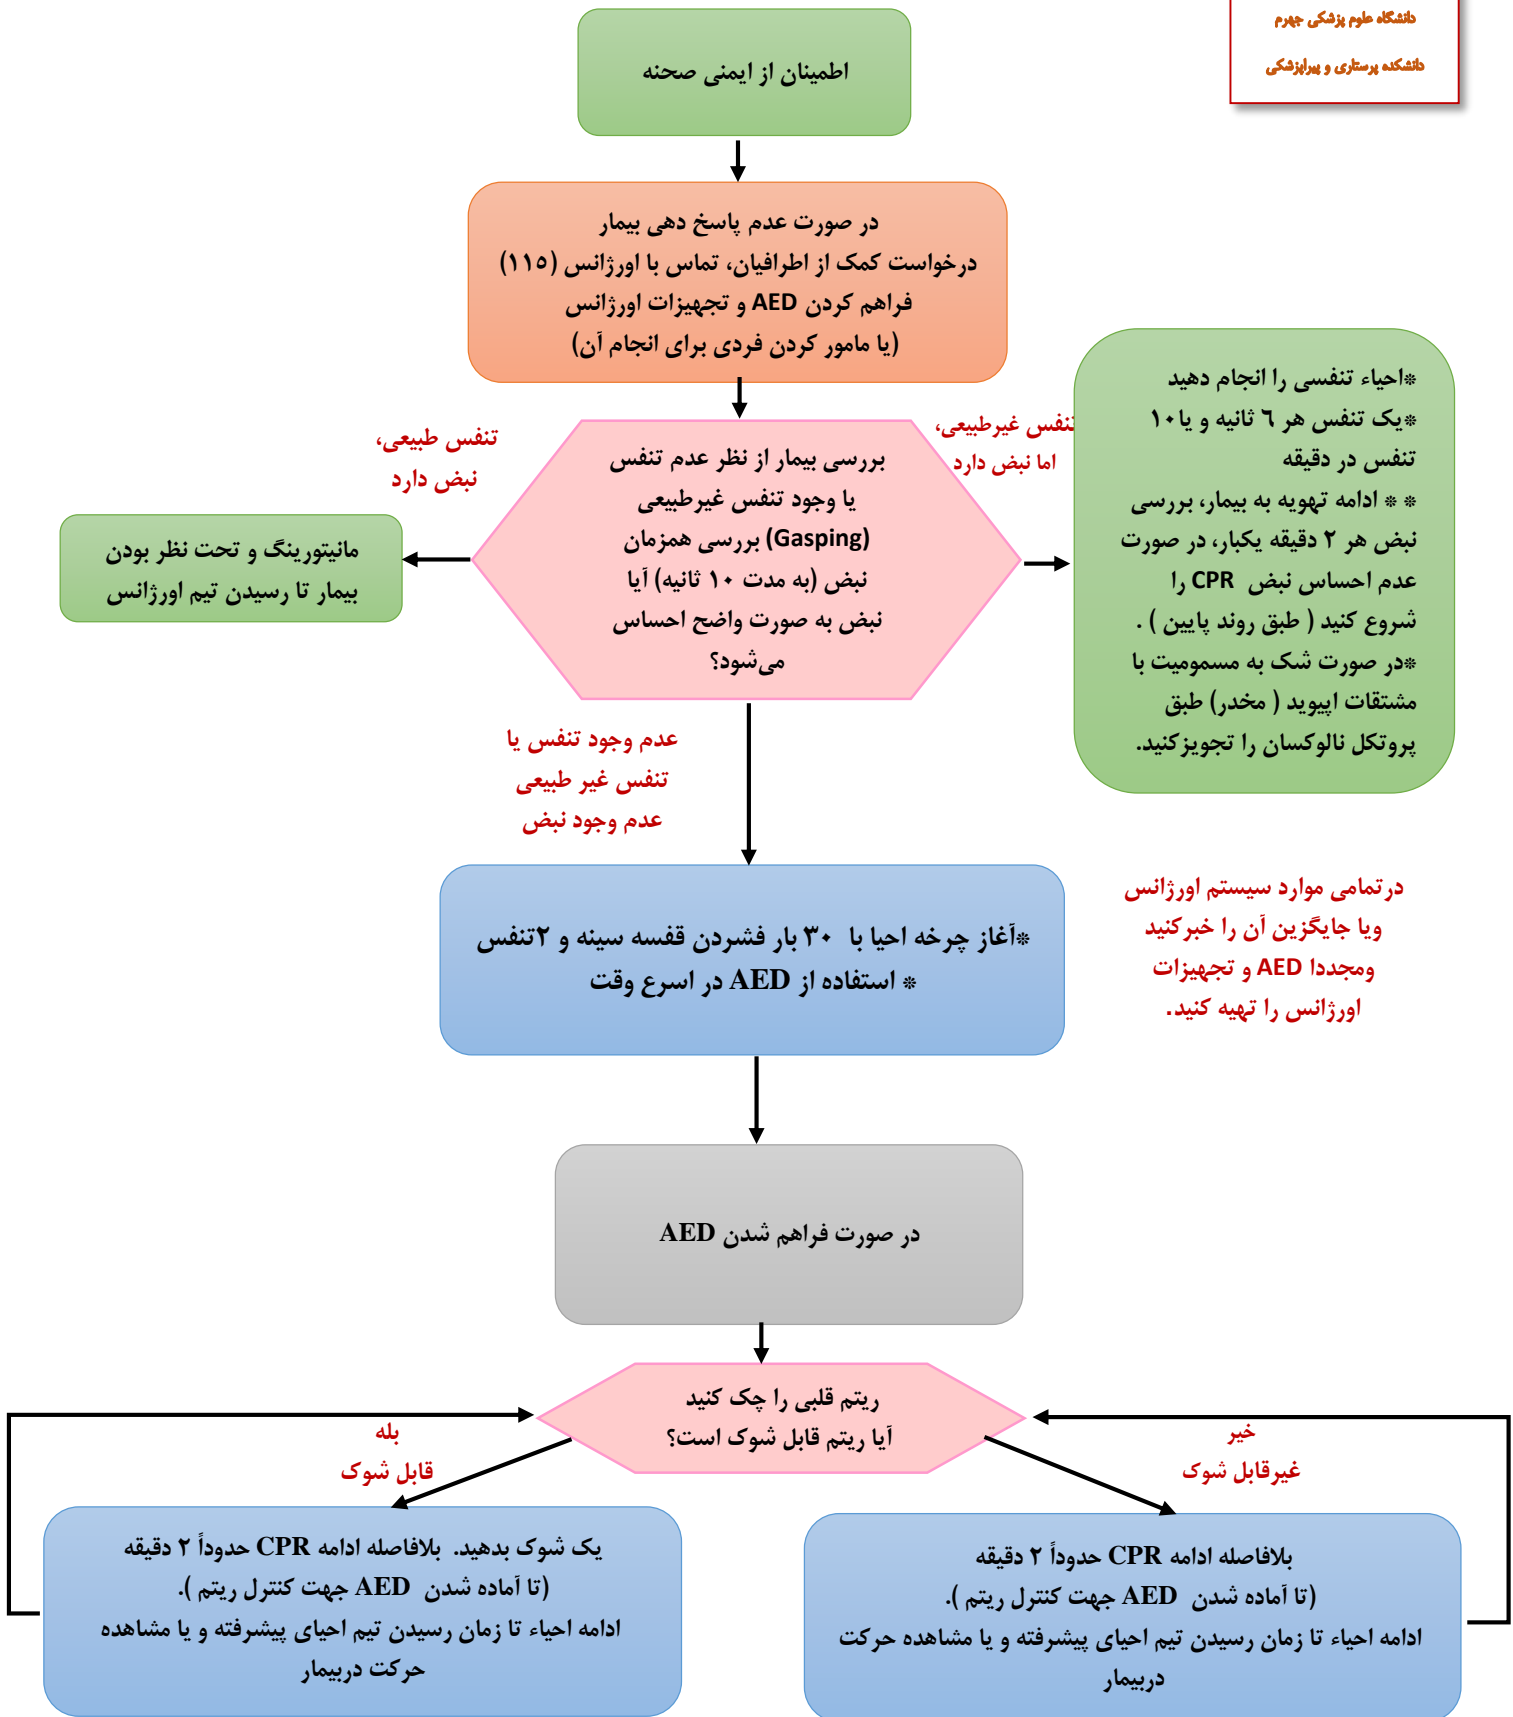 دانشگاه علوم پزشکی جهرم
دانشکده پرستاری و پیراپزشکی
اطمینان از ایمنی صحنه
در صورت عدم پاسخ دهی بیمار
درخواست کمک از اطرافیان، تماس با اورژانس (۱۱۵)
فراهم کردن AED و تجهیزات اورژانس
(یا مامور کردن فردی برای انجام آن)
تنفس غیرطبیعی،
اما نبض دارد
*احیاء تنفسی را انجام دهید
*یک تنفس هر ٦ ثانیه و یا۱۰
تنفس در دقیقه
* * ادامه تهویه به بیمار، بررسی
نبض هر ۲ دقیقه یکبار، در صورت
عدم احساس نبض CPR را
شروع کنید ( طبق روند پایین ) .
*در صورت شک به مسمومیت با
مشتقات اپیوید ( مخدر) طبق
پروتکل نالوکسان را تجویزکنید.
بررسی بیمار از نظر عدم تنفس
یا وجود تنفس غیرطبیعی
(Gasping) بررسی همزمان
نبض (به مدت ۱۰ ثانیه) آیا
نبض به صورت واضح احساس
می‌شود؟
تنفس طبیعی،
نبض دارد
مانیتورینگ و تحت نظر بودن
بیمار تا رسیدن تیم اورژانس
عدم وجود تنفس یا
تنفس غیر طبیعی
عدم وجود نبض
درتمامی موارد سیستم اورژانس
ویا جایگزین آن را خبرکنید
ومجددا AED و تجهیزات
اورژانس را تهیه کنید.
*آغاز چرخه احیا با ۳۰ بار فشردن قفسه سینه و ۲تنفس
* استفاده از AED در اسرع وقت
در صورت فراهم شدن AED
ریتم قلبی را چک کنید
آیا ریتم قابل شوک است؟
خیر
غیرقابل شوک
بله
قابل شوک
بلافاصله ادامه CPR حدوداً ۲ دقیقه
(تا آماده شدن AED جهت کنترل ریتم ).
ادامه احیاء تا زمان رسیدن تیم احیای پیشرفته و یا مشاهده حرکت
دربیمار
یک شوک بدهید. بلافاصله ادامه CPR حدوداً ۲ دقیقه
(تا آماده شدن AED جهت کنترل ریتم ).
ادامه احیاء تا زمان رسیدن تیم احیای پیشرفته و یا مشاهده
حرکت دربیمار